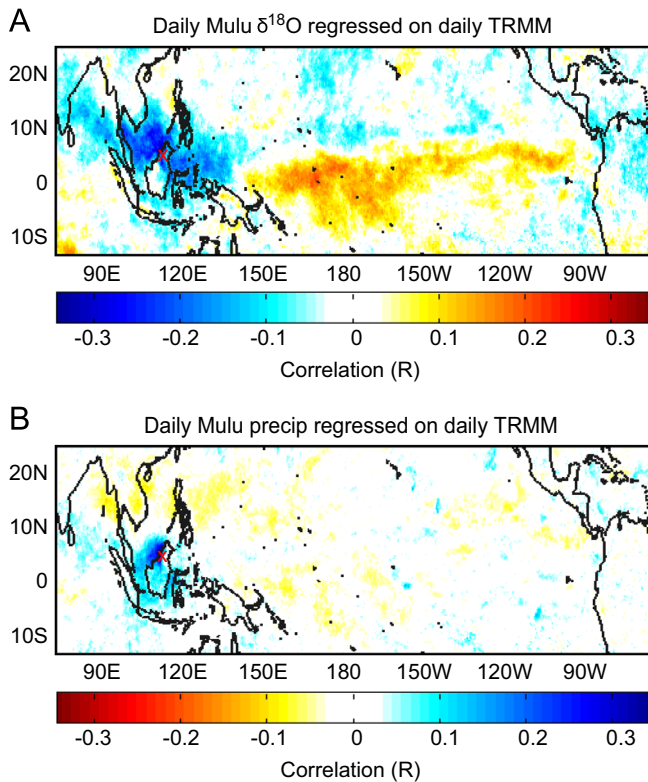 A
Daily Mulu δ¹⁸O regressed on daily TRMM
20N
10N
0
10S
90E 120E 150E 180 150W 120W 90W
-0.3 -0.2 -0.1 0 0.1 0.2 0.3
Correlation (R)
B
Daily Mulu precip regressed on daily TRMM
20N
10N
0
10S
90E 120E 150E 180 150W 120W 90W
-0.3 -0.2 -0.1 0 0.1 0.2 0.3
Correlation (R)